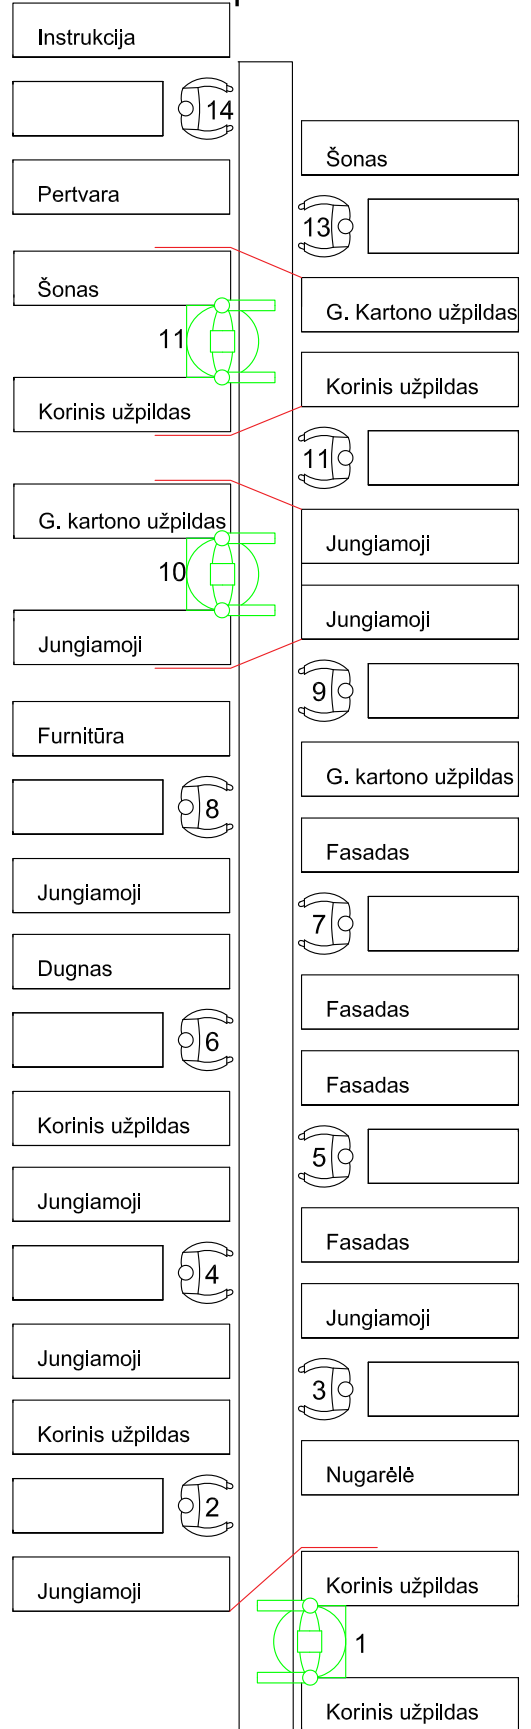 Instrukcija
14
Šonas
Pertvara
13
Šonas
G. Kartono užpildas
11
Korinis užpildas
Korinis užpildas
11
G. kartono užpildas
Jungiamoji
10
Jungiamoji
Jungiamoji
9
Furnitūra
G. kartono užpildas
8
Fasadas
Jungiamoji
7
Dugnas
Fasadas
6
Fasadas
Korinis užpildas
5
Jungiamoji
Fasadas
4
Jungiamoji
Jungiamoji
3
Korinis užpildas
Nugarėlė
2
Korinis užpildas
Jungiamoji
1
Korinis užpildas